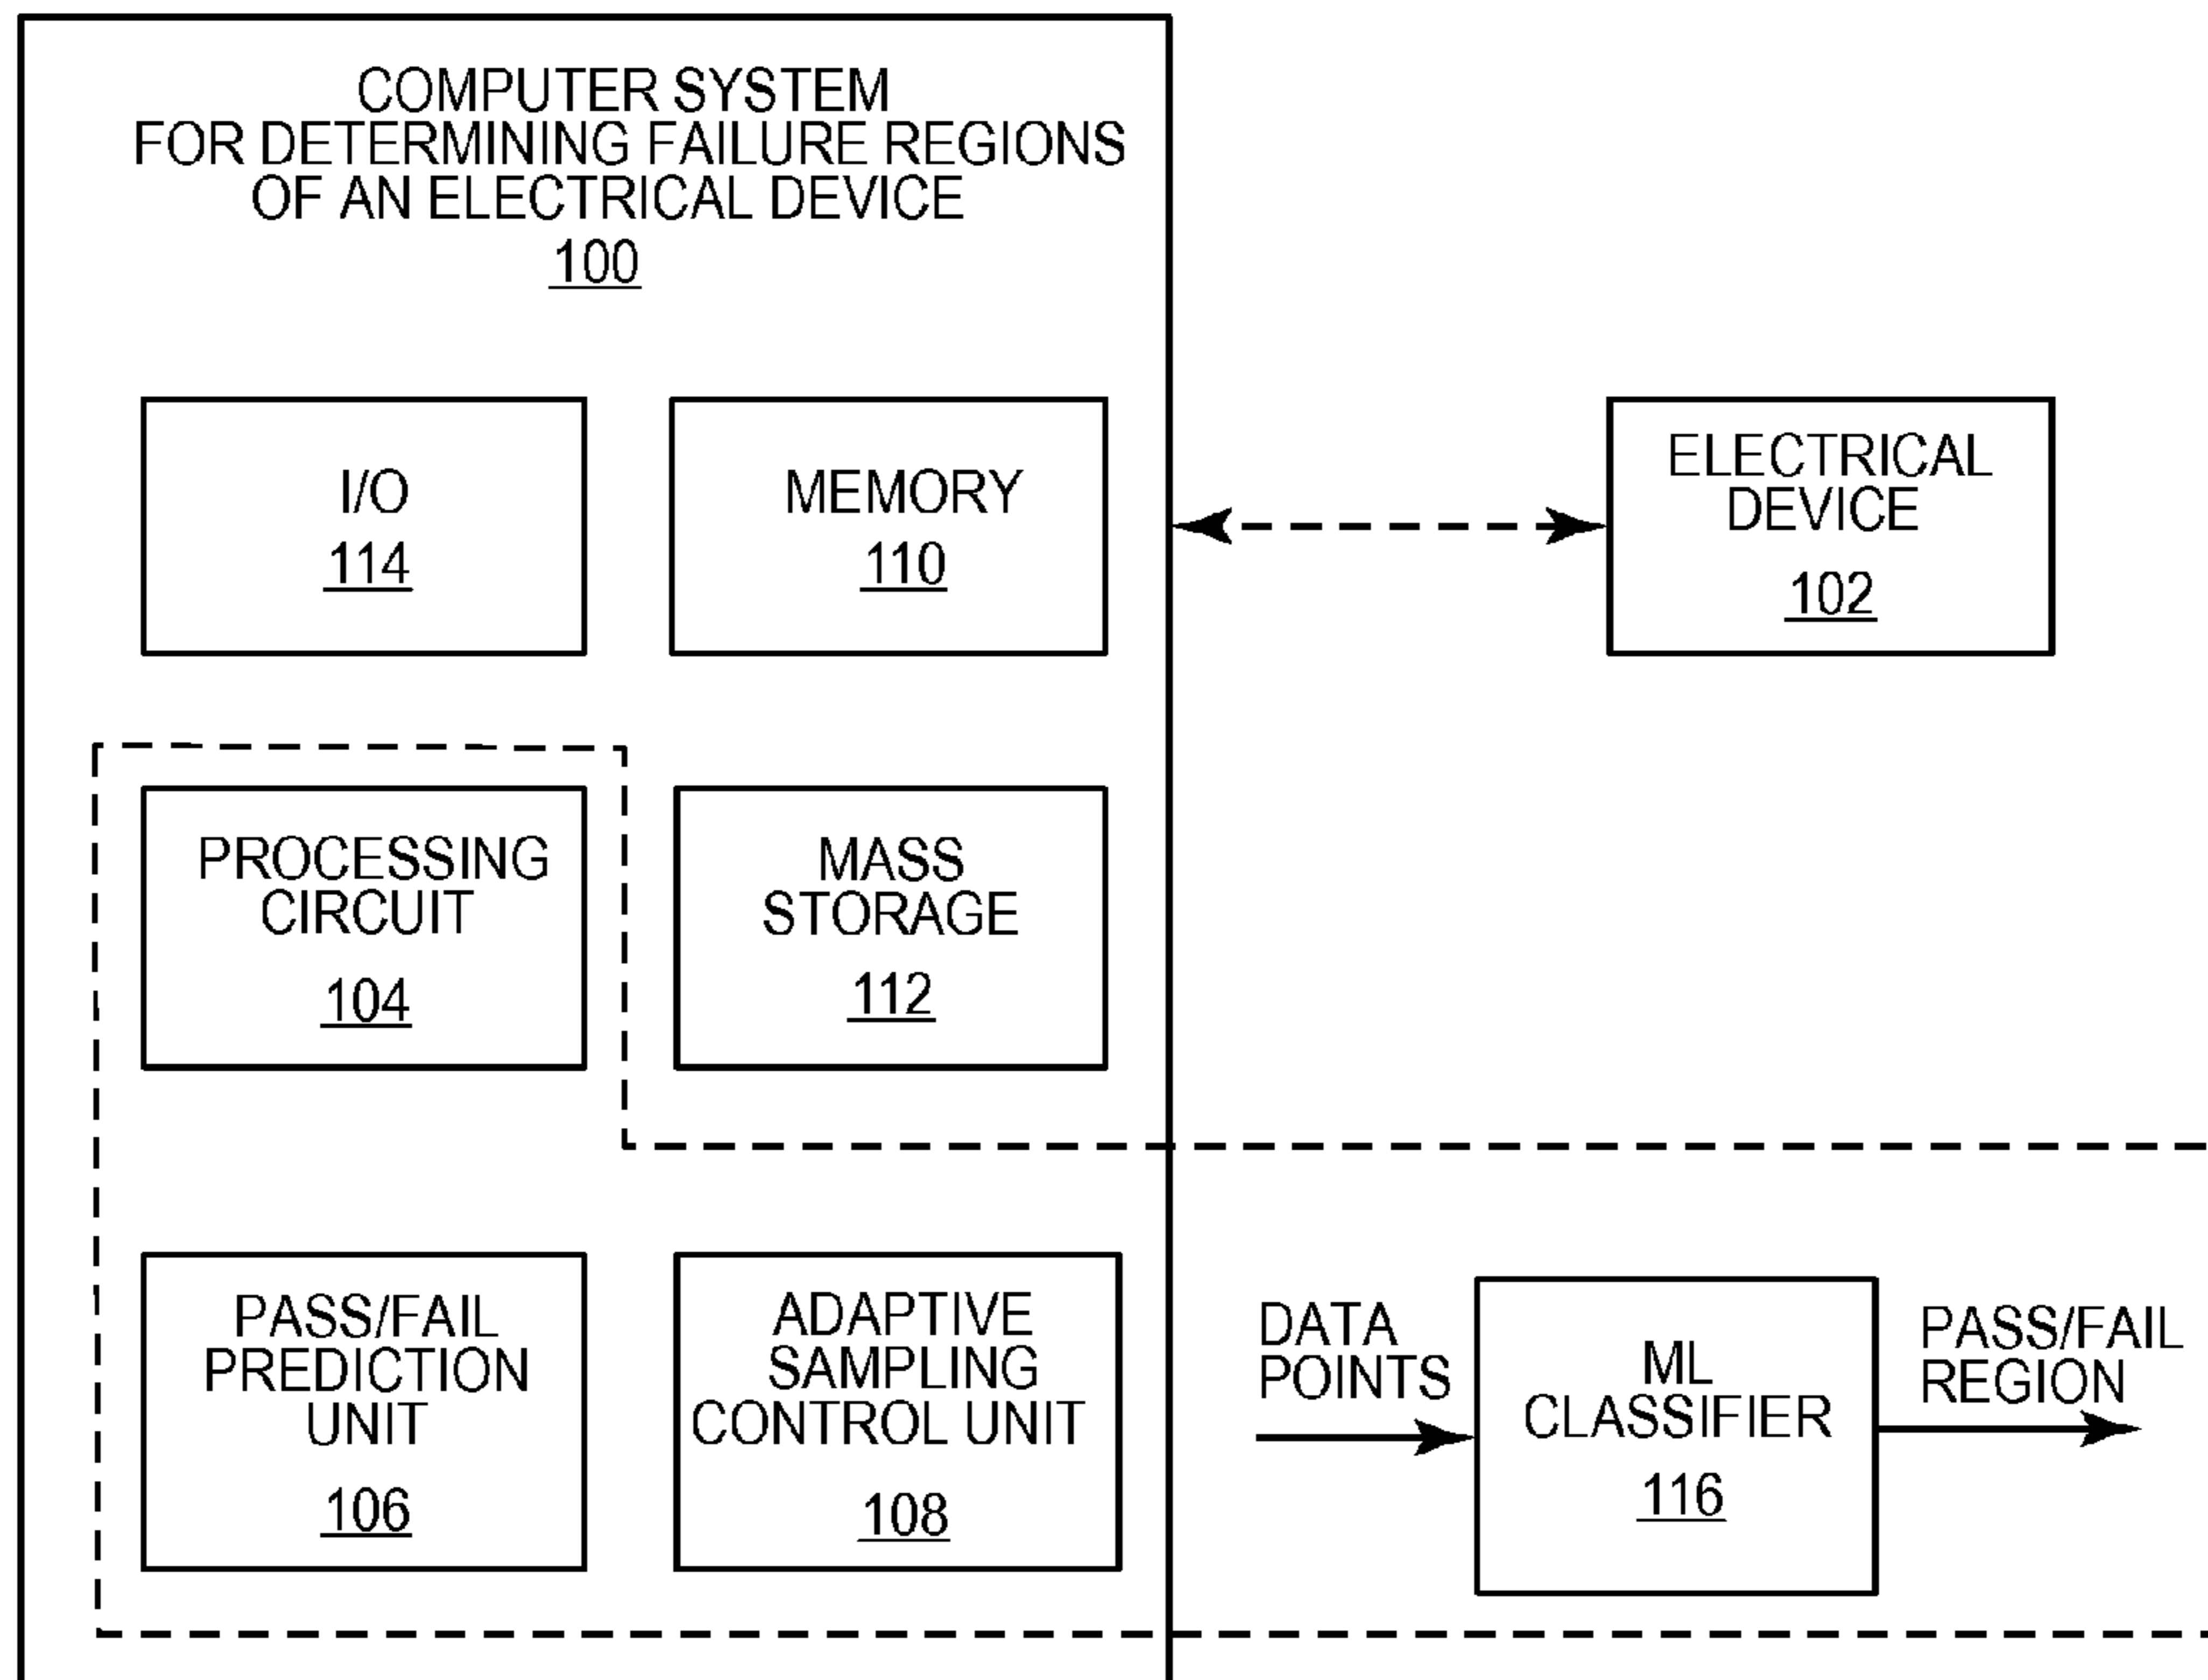 COMPUTER SYSTEM
FOR DETERMINING FAILURE REGIONS
OF AN ELECTRICAL DEVICE
100
I/O
114
MEMORY
110
ELECTRICAL
DEVICE
102
PROCESSING
CIRCUIT
104
MASS
STORAGE
112
PASS/FAIL
PREDICTION
UNIT
106
ADAPTIVE
SAMPLING
CONTROL UNIT
108
DATA
POINTS
ML
CLASSIFIER
116
PASS/FAIL
REGION